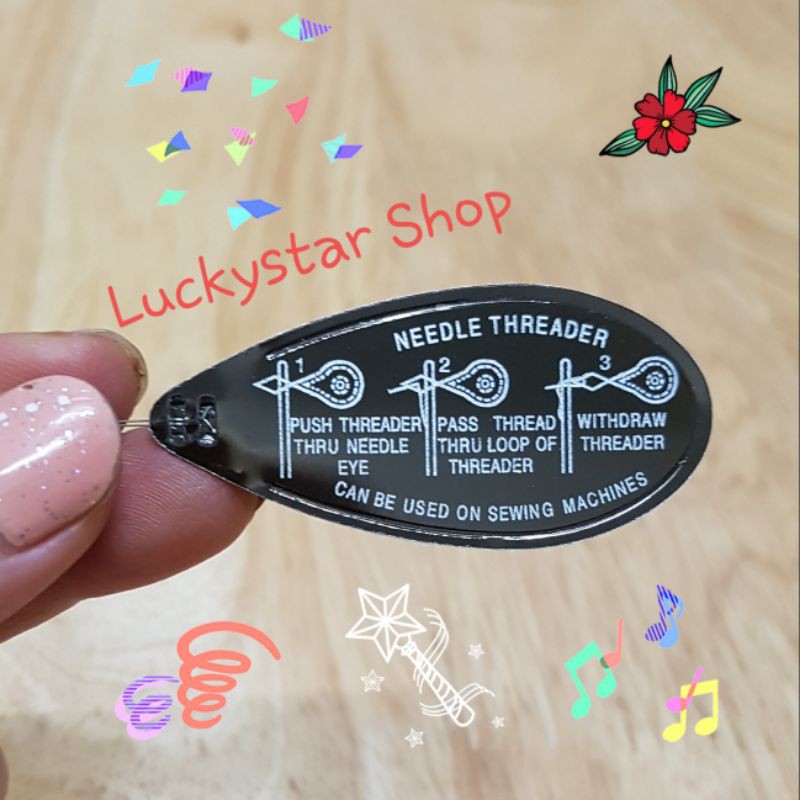 Luckystar Shop
NEEDLE THREADER
1
PUSH THREADER
THRU NEEDLE
EYE
2
PASS THREAD
THRU LOOP OF
THREADER
3
WITHDRAW
THREADER
CAN BE USED ON SEWING MACHINES